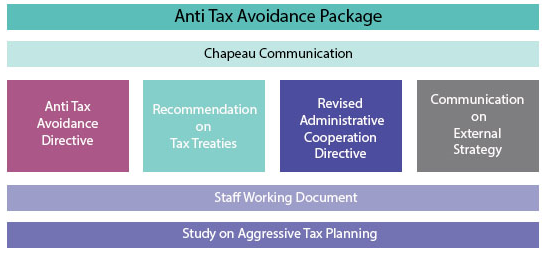 Anti Tax Avoidance Package
Chapeau Communication
Anti Tax
Avoidance
Directive
Recommendation
on
Tax Treaties
Revised
Administrative
Cooperation
Directive
Communication
on
External
Strategy
Staff Working Document
Study on Aggressive Tax Planning